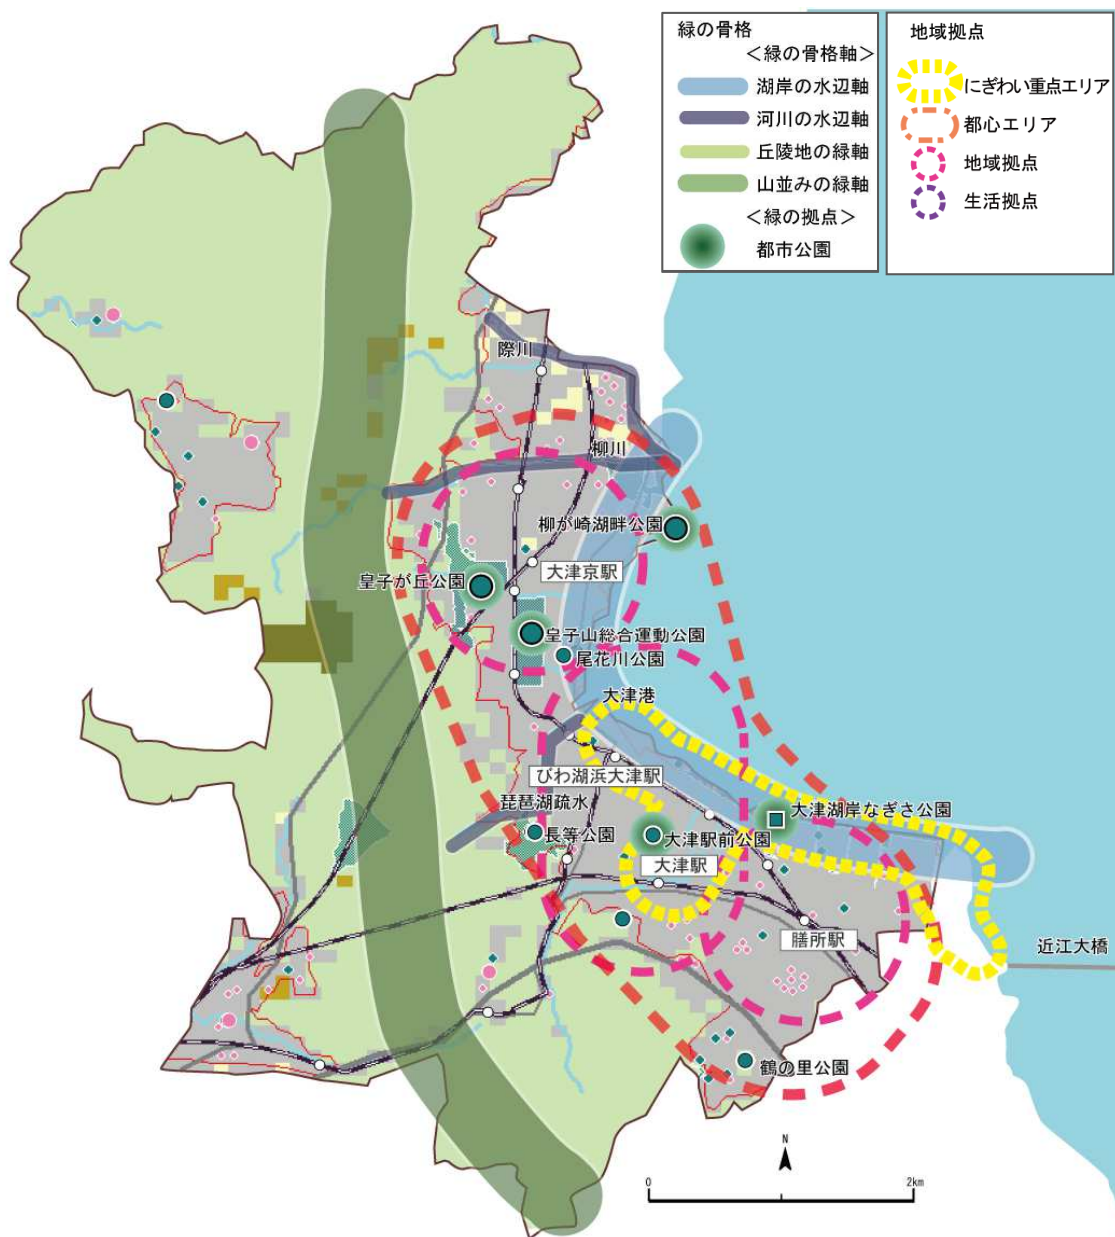 緑の骨格
＜緑の骨格軸＞
湖岸の水辺軸
河川の水辺軸
丘陵地の緑軸
山並みの緑軸
＜緑の拠点＞
都市公園
地域拠点
にぎわい重点エリア
都心エリア
地域拠点
生活拠点
際川
柳川
柳が崎湖畔公園
大津京駅
皇子が丘公園
皇子山総合運動公園
尾花川公園
大津港
びわ湖浜大津駅
琵琶湖疏水
大津湖岸なぎさ公園
長等公園
大津駅前公園
大津駅
膳所駅
近江大橋
鶴の里公園
N
0
2km